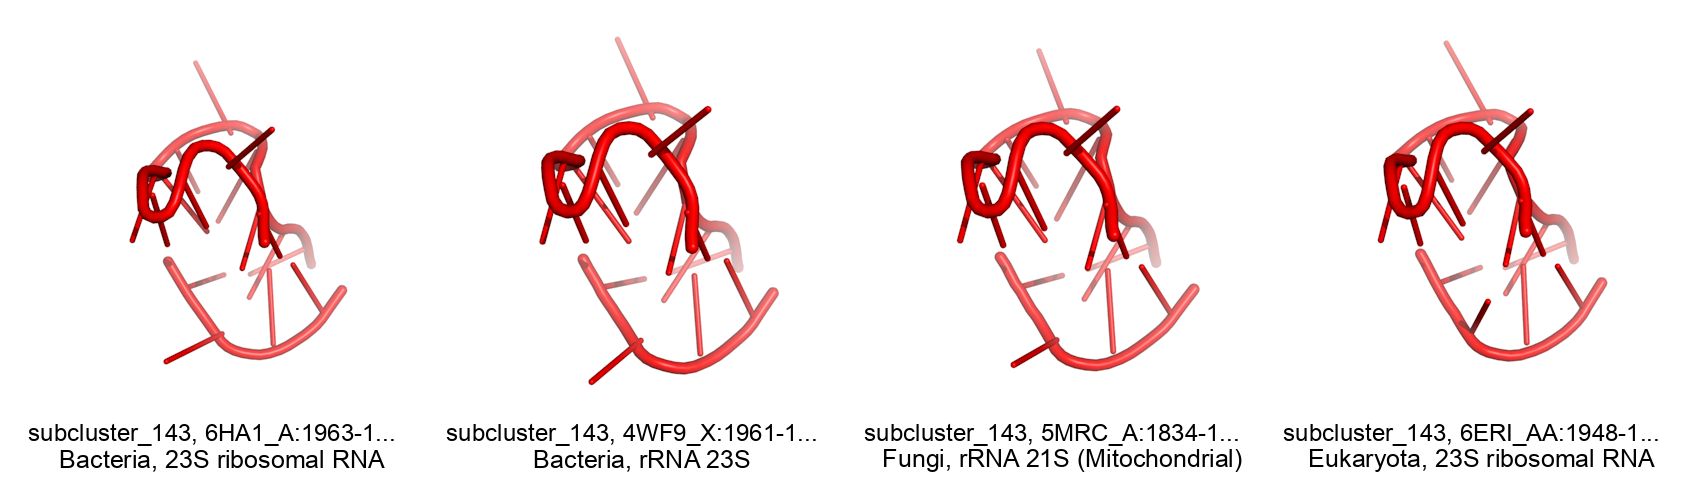 subcluster_143, 6HA1_A:1963-1...
Bacteria, 23S ribosomal RNA
subcluster_143, 4WF9_X:1961-1...
Bacteria, rRNA 23S
subcluster_143, 5MRC_A:1834-1...
Fungi, rRNA 21S (Mitochondrial)
subcluster_143, 6ERI_AA:1948-1...
Eukaryota, 23S ribosomal RNA